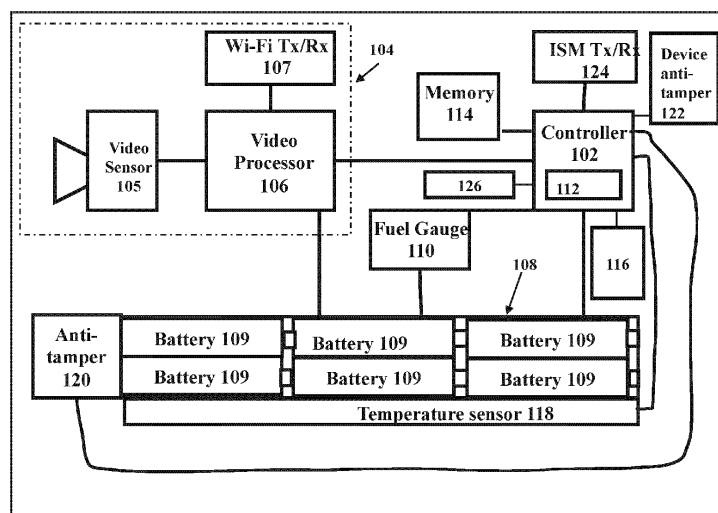 Wi-Fi Tx/Rx
107
104
ISM Tx/Rx
124
Device
anti-
tamper
122
Memory
114
Video
Sensor
105
Video
Processor
106
Controller
102
126
112
Fuel Gauge
110
116
108
Anti-
tamper
120
Battery 109
Battery 109
Battery 109
Battery 109
Battery 109
Battery 109
Temperature sensor 118